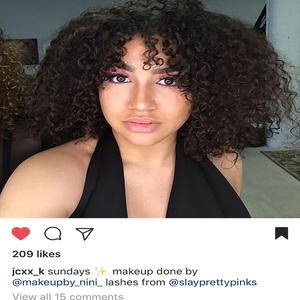 209 likes
jcxx_k sundays ✨ makeup done by
@makeupby_nini_ lashes from @slayprettypinks
View all 15 comments